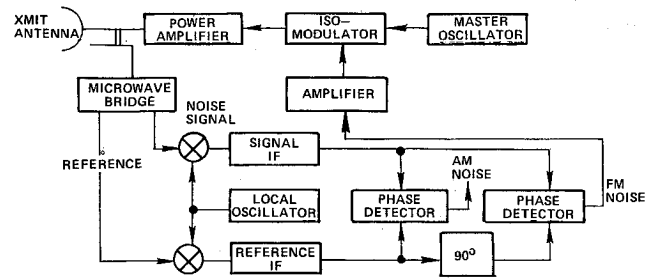 XMIT
ANTENNA
POWER
AMPLIFIER
ISO–
MODULATOR
MASTER
OSCILLATOR
MICROWAVE
BRIDGE
NOISE
SIGNAL
AMPLIFIER
REFERENCE
SIGNAL
IF
AM
NOISE
FM
NOISE
LOCAL
OSCILLATOR
PHASE
DETECTOR
PHASE
DETECTOR
REFERENCE
IF
90°